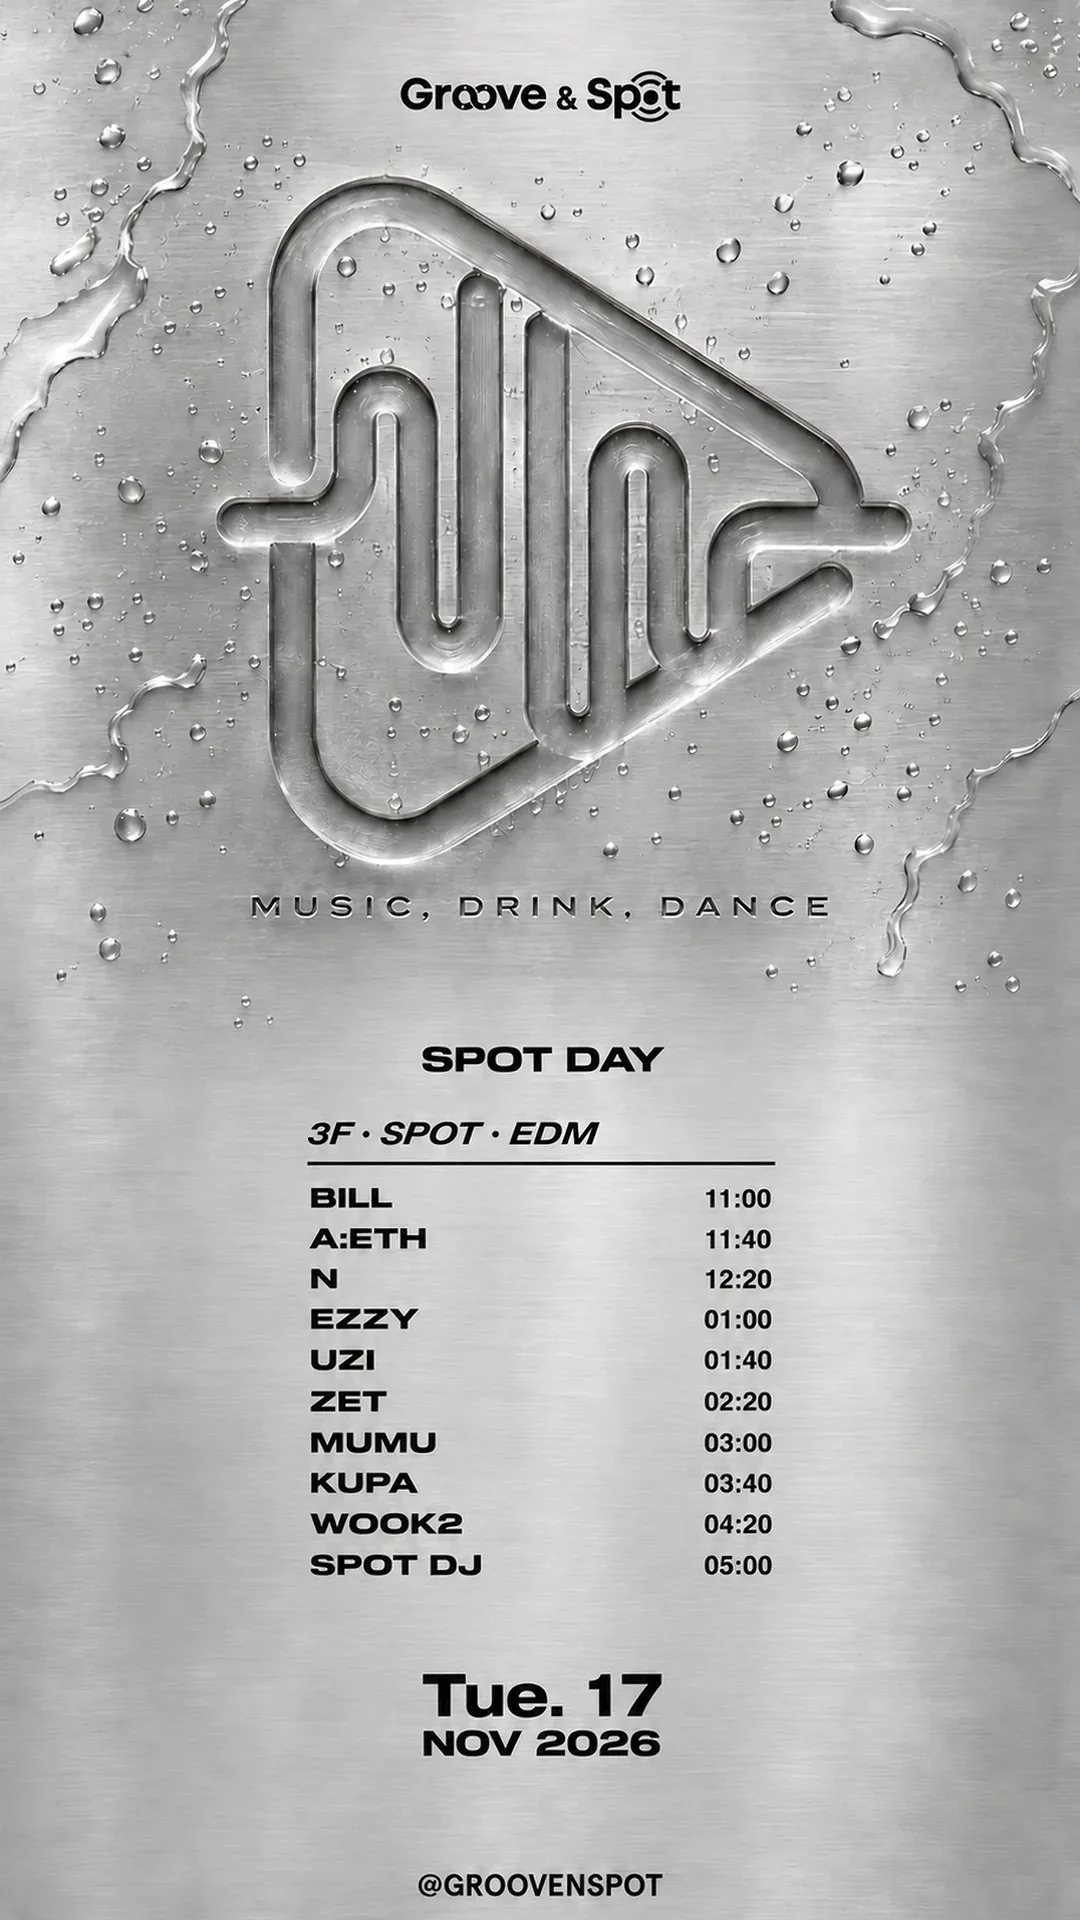 Groove & Spot
MUSIC, DRINK, DANCE
SPOT DAY
3F · SPOT · EDM
BILL 11:00
A:ETH 11:40
N 12:20
EZZY 01:00
UZI 01:40
ZET 02:20
MUMU 03:00
KUPA 03:40
WOOK2 04:20
SPOT DJ 05:00
Tue. 17
NOV 2026
@GROOVENSPOT